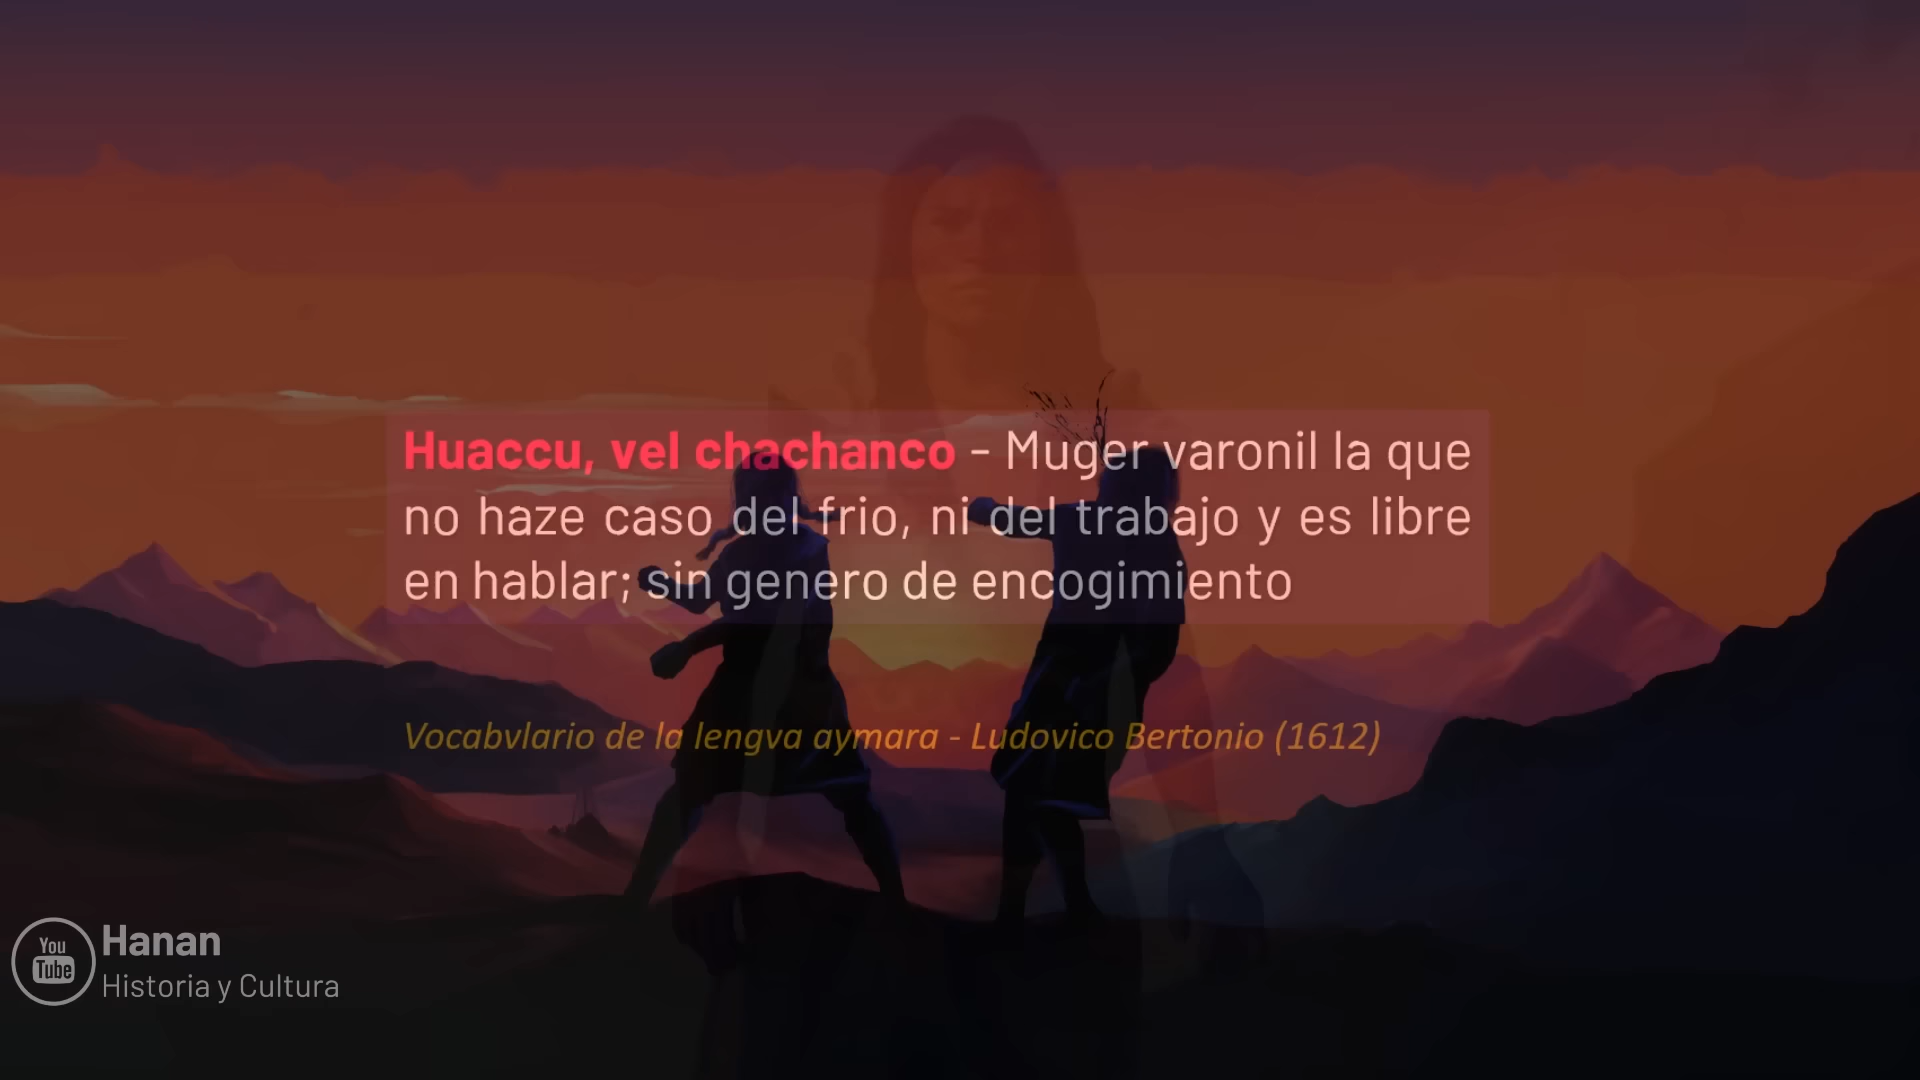 Huaccu, vel chachanco - Muger varonil la que
no haze caso del frio, ni del trabajo y es libre
en hablar; sin genero de encogimiento
Vocabvlario de la lengva aymara - Ludovico Bertonio (1612)
You
Tube
Hanan
Historia y Cultura